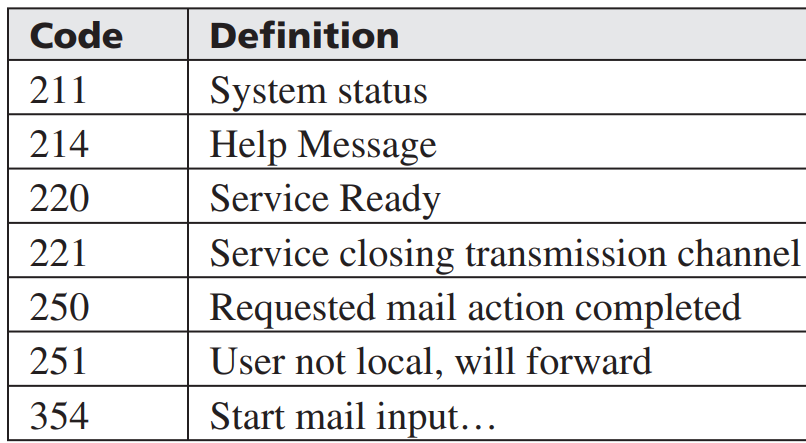 Code Definition
211 System status
214 Help Message
220 Service Ready
221 Service closing transmission channel
250 Requested mail action completed
251 User not local, will forward
354 Start mail input…